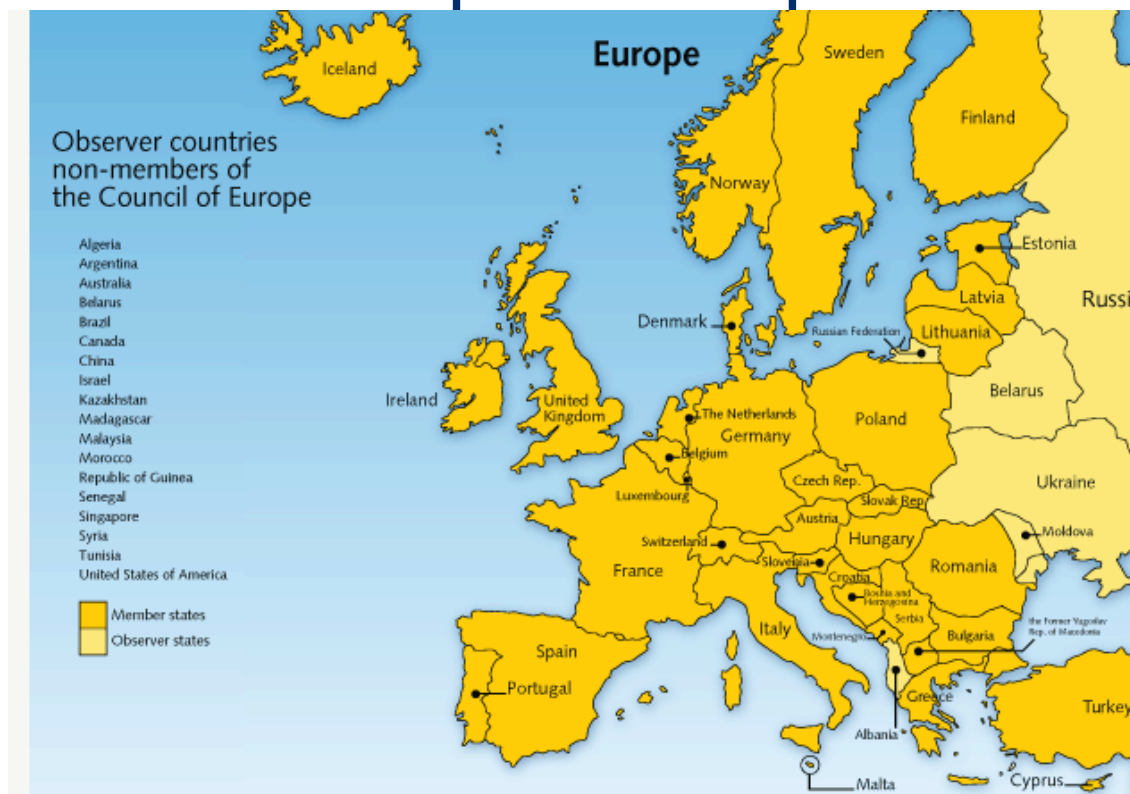 Europe
Iceland
Sweden
Finland
Norway
Observer countries
non-members of
the Council of Europe
Algeria
Argentina
Australia
Belarus
Brazil
Canada
China
Israel
Kazakhstan
Madagascar
Malaysia
Morocco
Republic of Guinea
Senegal
Singapore
Syria
Tunisia
United States of America
Member states
Observer states
Estonia
Latvia
Russi
Denmark
Russian Federation
Lithuania
Belarus
Ireland
United
Kingdom
The Netherlands
Germany
Poland
Belgium
Luxembourg
Czech Rep.
Slovak Rep.
Ukraine
Austria
Switzerland
Hungary
Moldova
Slovenia
France
Croatia
Romania
Bosnia and
Herzegovina
Serbia
Italy
Montenegro
Bulgaria
the Former Yugoslav
Rep. of Macedonia
Spain
Portugal
Greece
Turkey
Albania
Malta
Cyprus